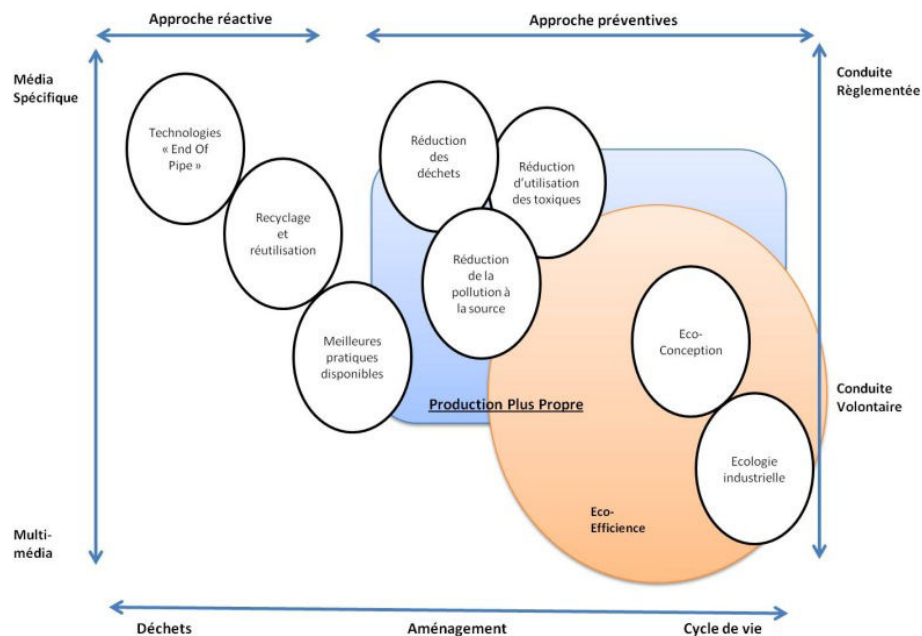 Approche réactive
Approche préventives
Média
Spécifique
Conduite
Règlementée
Technologies
« End Of
Pipe »
Réduction
des
déchets
Réduction
d'utilisation
des toxiques
Recyclage
et
réutilisation
Réduction
de la
pollution à
la source
Meilleures
pratiques
disponibles
Eco-
Conception
Production Plus Propre
Conduite
Volontaire
Ecologie
industrielle
Eco-
Efficience
Multi-
média
Déchets
Aménagement
Cycle de vie